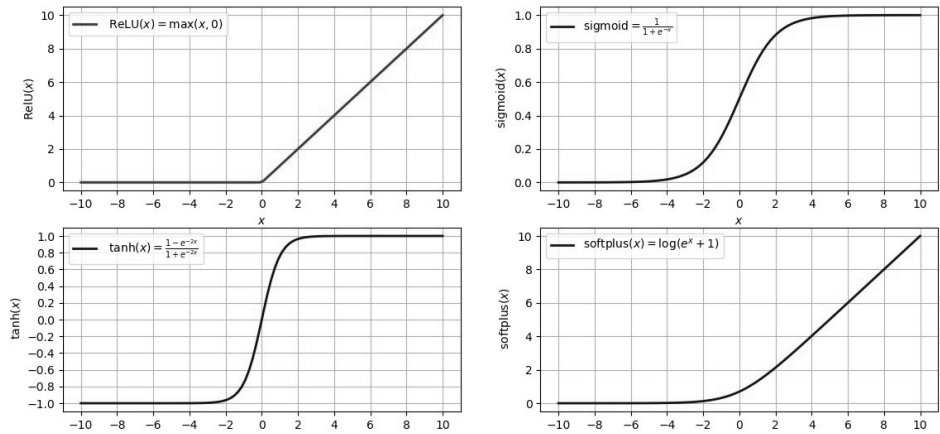 ReLU(x) = max(x, 0)
10
8
6
4
2
0
RelU(x)
−10 −8 −6 −4 −2 0 2 4 6 8 10
x
sigmoid = 1/(1 + e^{-x})
1.0
0.8
0.6
0.4
0.2
0.0
sigmoid(x)
−10 −8 −6 −4 −2 0 2 4 6 8 10
x
tanh(x) = (1 − e^{−2x})/(1 + e^{−2x})
1.0
0.8
0.6
0.4
0.2
0.0
−0.2
−0.4
−0.6
−0.8
−1.0
tanh(x)
−10 −8 −6 −4 −2 0 2 4 6 8 10
softplus(x) = log(e^x + 1)
10
8
6
4
2
0
softplus(x)
−10 −8 −6 −4 −2 0 2 4 6 8 10